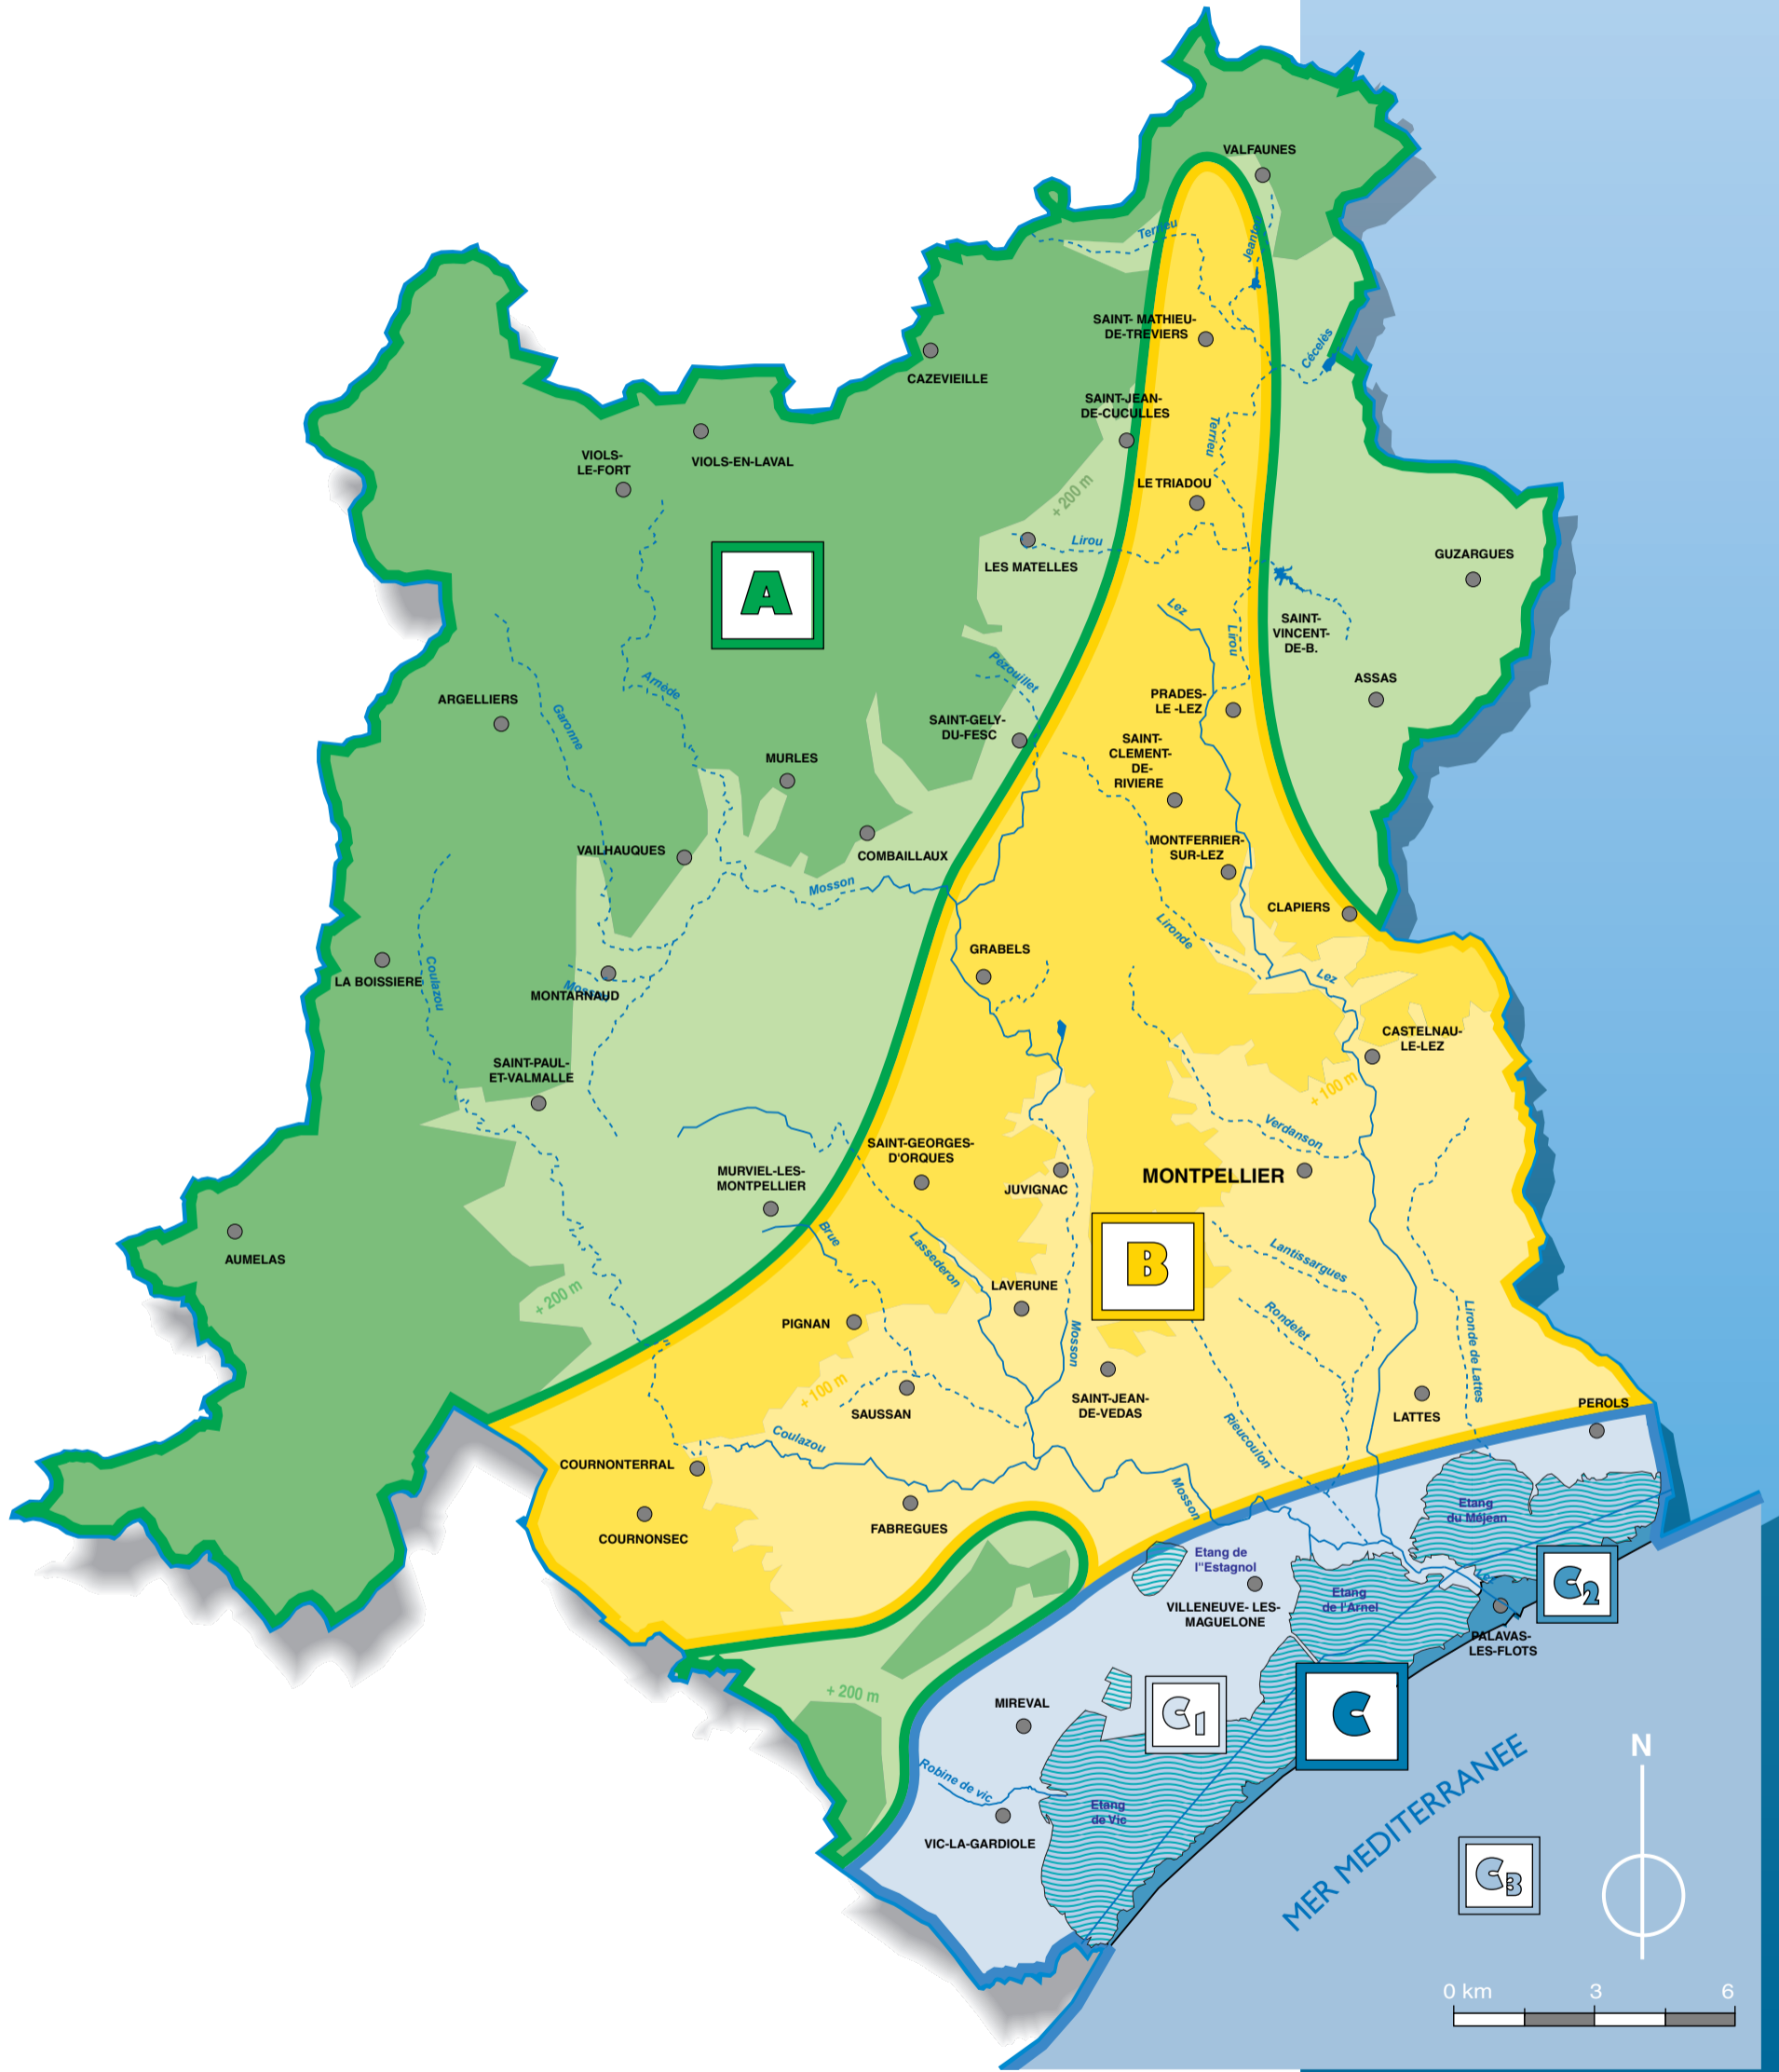 VALFAUNES
Terrieu
Jeante
SAINT- MATHIEU-
DE-TREVIERS
Cécelès
CAZEVIEILLE
SAINT-JEAN-
DE-CUCULLES
Terrieu
VIOLS-
LE-FORT
VIOLS-EN-LAVAL
LE TRIADOU
+ 200 m
A
Lirou
LES MATELLES
GUZARGUES
Lez
Lirou
SAINT-
VINCENT-
DE-B.
Pézouillet
ASSAS
Arnède
ARGELLIERS
Garonne
PRADES-
LE -LEZ
SAINT-GELY-
DU-FESC
SAINT-
CLEMENT-
DE-
RIVIERE
MURLES
MONTFERRIER-
SUR-LEZ
VAILHAUQUES
COMBAILLAUX
Mosson
CLAPIERS
Lironde
GRABELS
Lez
LA BOISSIERE
Coulazou
MONTARNAUD
CASTELNAU-
LE-LEZ
SAINT-PAUL-
ET-VALMALLE
+ 100 m
Verdanson
SAINT-GEORGES-
D'ORQUES
MURVIEL-LES-
MONTPELLIER
JUVIGNAC
MONTPELLIER
Brue
Lassederon
B
Lantissargues
AUMELAS
LAVERUNE
+ 200 m
PIGNAN
Mosson
Rondelet
Lironde de Lattes
+ 100 m
SAUSSAN
SAINT-JEAN-
DE-VEDAS
LATTES
PEROLS
Rieucoulon
Coulazou
COURNONTERRAL
Mosson
FABREGUES
COURNONSEC
Etang
du Méjean
Etang de
l''Estagnol
VILLENEUVE- LES-
MAGUELONE
Etang
de l'Arnel
Lez
C2
PALAVAS-
LES-FLOTS
+ 200 m
MIREVAL
C1
C
Robine de vic
Etang
de Vic
VIC-LA-GARDIOLE
MER MEDITERRANEE
N
C3
0 km 3 6